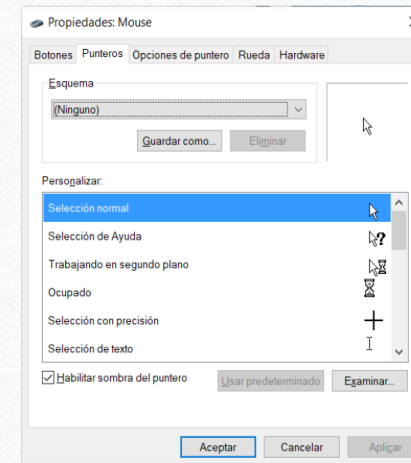 Propiedades: Mouse
Botones Punteros Opciones de puntero Rueda Hardware
Esquema
(Ninguno)
Guardar como... Eliminar
Personalizar:
Selección normal
Selección de Ayuda
Trabajando en segundo plano
Ocupado
Selección con precisión
Selección de texto
Habilitar sombra del puntero Usar predeterminado Examinar...
Aceptar Cancelar Aplicar